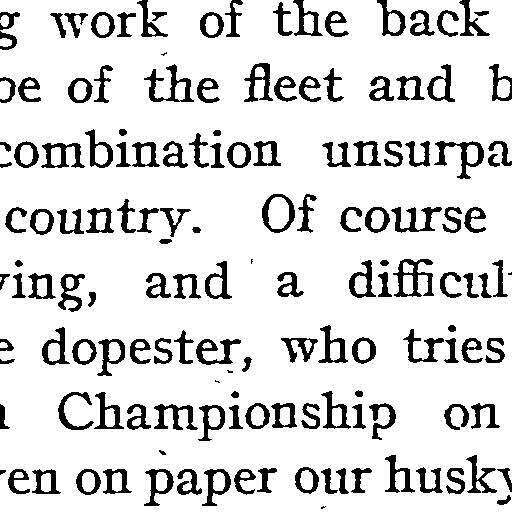 g work of the back
be of the fleet and b
combination unsurpa
country. Of course
ving, and a difficul
e dopester, who tries
n Championship on
ven on paper our husky